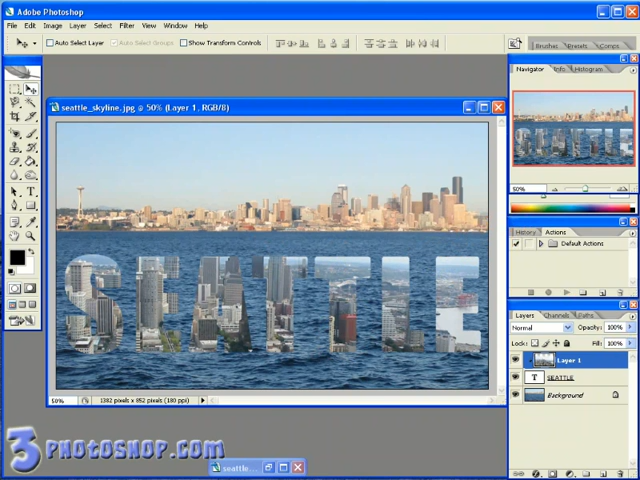 Adobe Photoshop
File Edit Image Layer Select Filter View Window Help
Auto Select Layer Auto Select Groups Show Transform Controls
Brushes Presets Comps
Navigator Info Histogram
seattle_skyline.jpg @ 50% (Layer 1, RGB/8)
SEATTLE
50%
History Actions
Default Actions
Layers Channels Paths
Normal Opacity: 100%
Lock: Fill: 100%
Layer 1
T SEATTLE
Background
50% 1382 pixels x 852 pixels (180 ppi)
3PHOTOSHOP.COM
seattle...